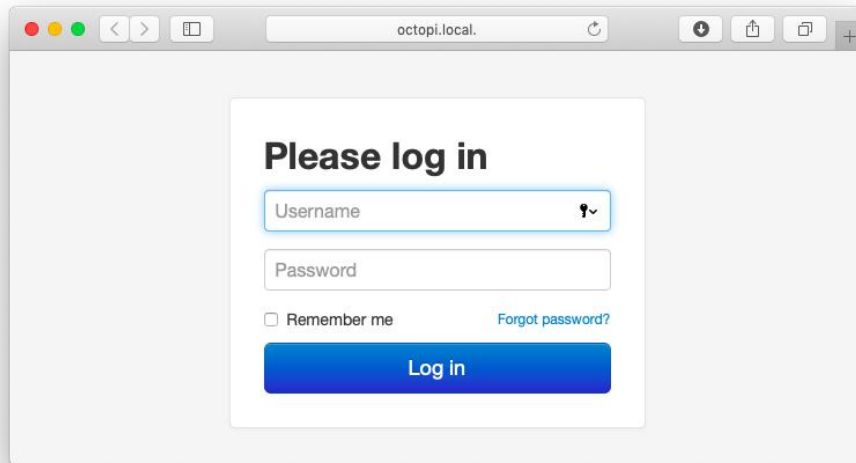 octopi.local.
Please log in
Username
Password
Remember me Forgot password?
Log in